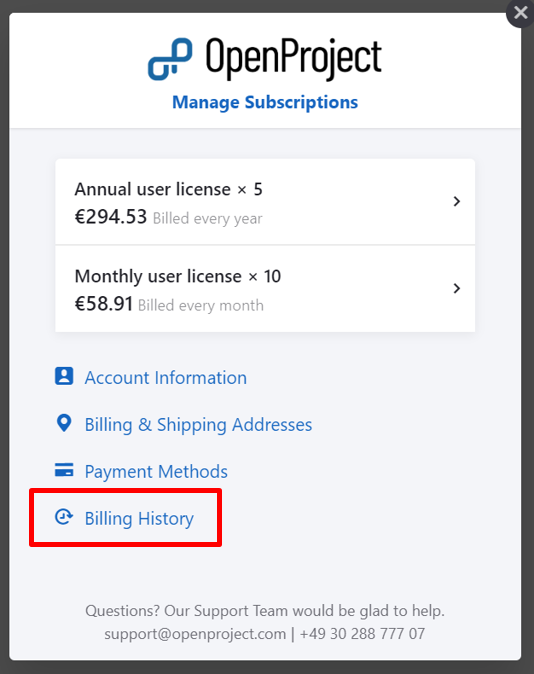 OpenProject
Manage Subscriptions
Annual user license × 5
€294.53 Billed every year
Monthly user license × 10
€58.91 Billed every month
Account Information
Billing & Shipping Addresses
Payment Methods
Billing History
Questions? Our Support Team would be glad to help.
support@openproject.com | +49 30 288 777 07